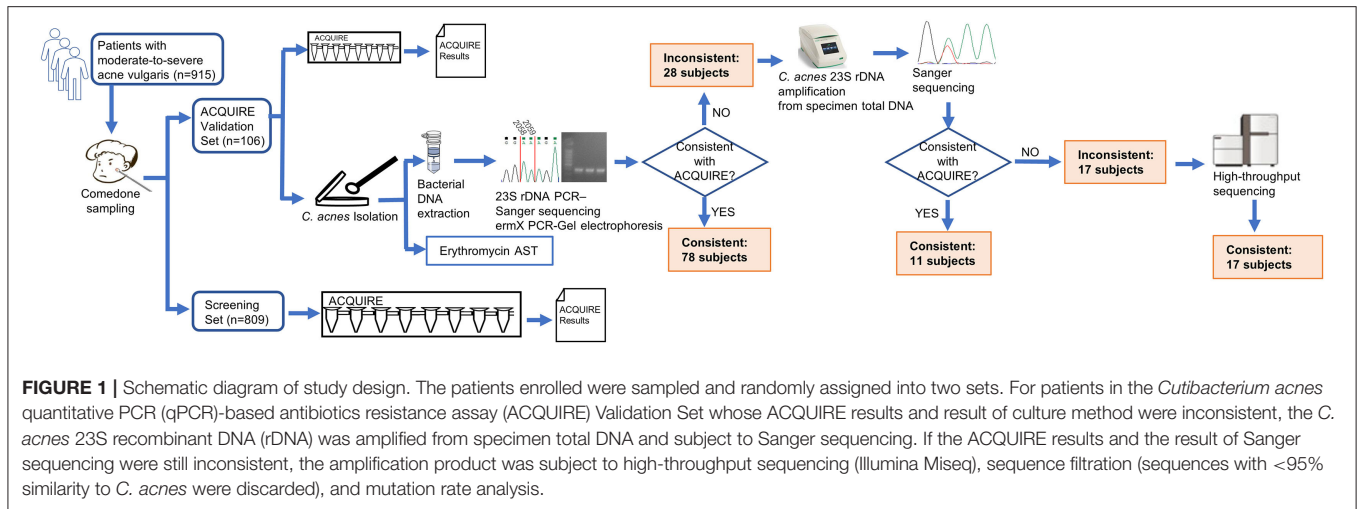 Patients with
moderate-to-severe
acne vulgaris (n=915)
Comedone
sampling
ACQUIRE
Validation
Set (n=106)
ACQUIRE
ACQUIRE
Results
C. acnes Isolation
Bacterial
DNA
extraction
2058
2059
23S rDNA PCR–
Sanger sequencing
ermX PCR-Gel electrophoresis
Erythromycin AST
Screening
Set (n=809)
ACQUIRE
ACQUIRE
Results
Inconsistent:
28 subjects
NO
Consistent
with
ACQUIRE?
YES
Consistent:
78 subjects
C. acnes 23S rDNA
amplification
from specimen total DNA
Sanger
sequencing
Consistent
with
ACQUIRE?
NO
YES
Consistent:
11 subjects
Inconsistent:
17 subjects
High-throughput
sequencing
Consistent:
17 subjects
FIGURE 1 | Schematic diagram of study design. The patients enrolled were sampled and randomly assigned into two sets. For patients in the Cutibacterium acnes
quantitative PCR (qPCR)-based antibiotics resistance assay (ACQUIRE) Validation Set whose ACQUIRE results and result of culture method were inconsistent, the C.
acnes 23S recombinant DNA (rDNA) was amplified from specimen total DNA and subject to Sanger sequencing. If the ACQUIRE results and the result of Sanger
sequencing were still inconsistent, the amplification product was subject to high-throughput sequencing (Illumina Miseq), sequence filtration (sequences with <95%
similarity to C. acnes were discarded), and mutation rate analysis.